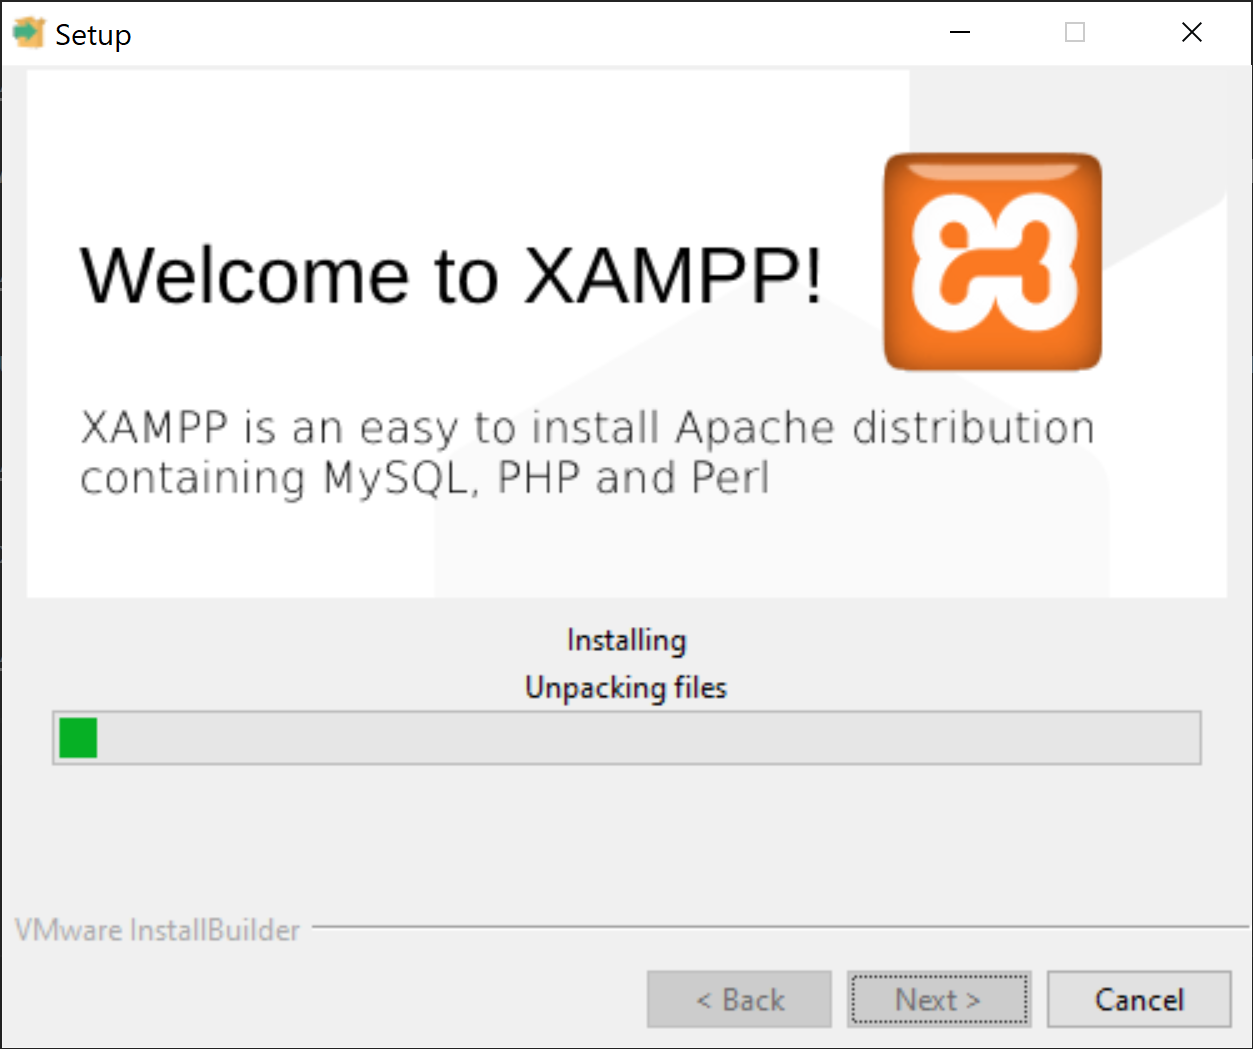 Setup
Welcome to XAMPP!
XAMPP is an easy to install Apache distribution
containing MySQL, PHP and Perl
Installing
Unpacking files
VMware InstallBuilder
< Back
Next >
Cancel